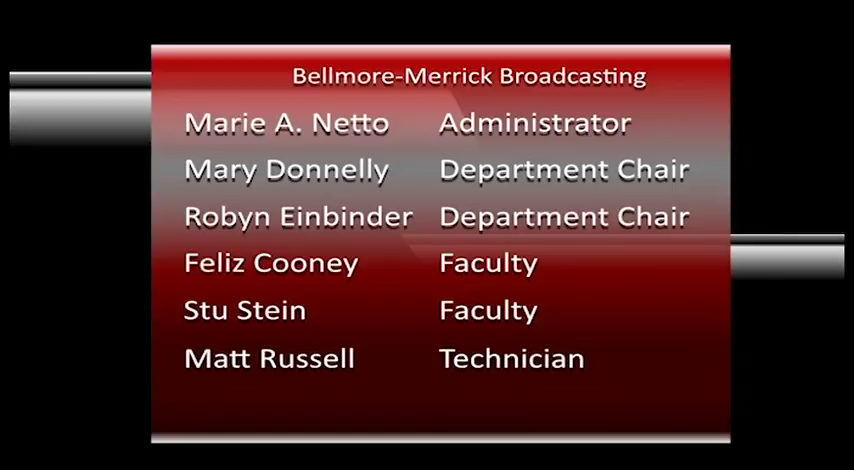 Bellmore-Merrick Broadcasting
Marie A. Netto Administrator
Mary Donnelly Department Chair
Robyn Einbinder Department Chair
Feliz Cooney Faculty
Stu Stein Faculty
Matt Russell Technician